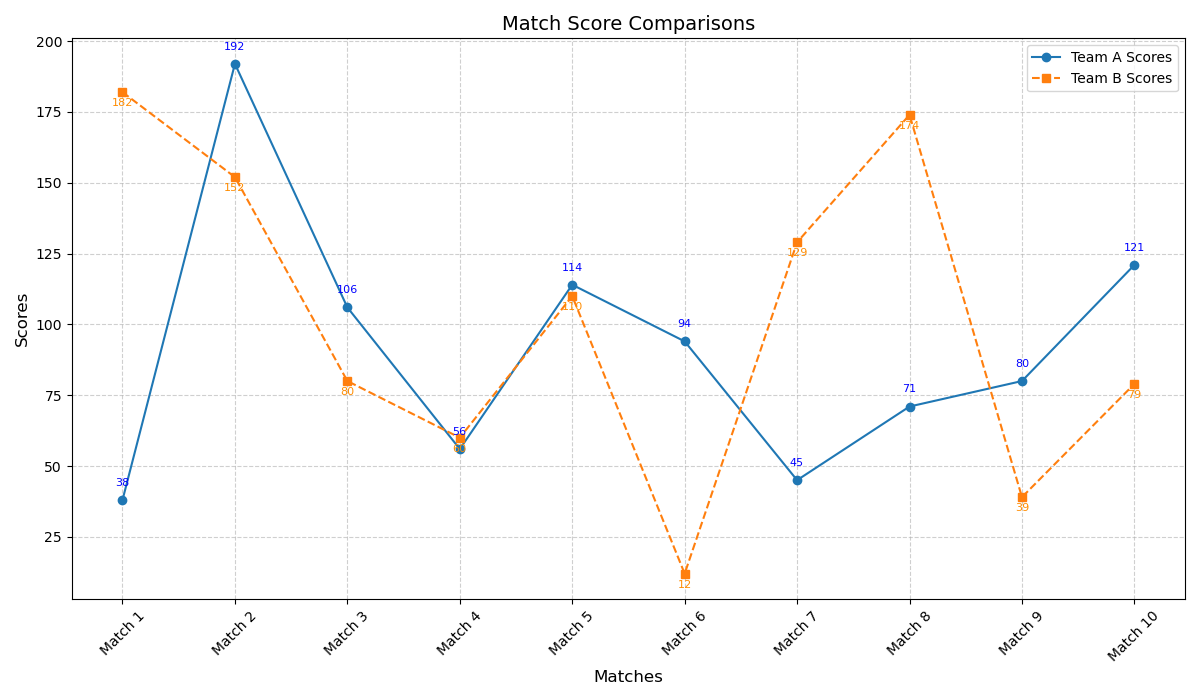 Match Score Comparisons
Team A Scores
Team B Scores
Scores
200
175
150
125
100
75
50
25
38
192
106
56
114
94
45
71
80
121
182
152
80
110
12
129
174
39
79
Match 1
Match 2
Match 3
Match 4
Match 5
Match 6
Match 7
Match 8
Match 9
Match 10
Matches